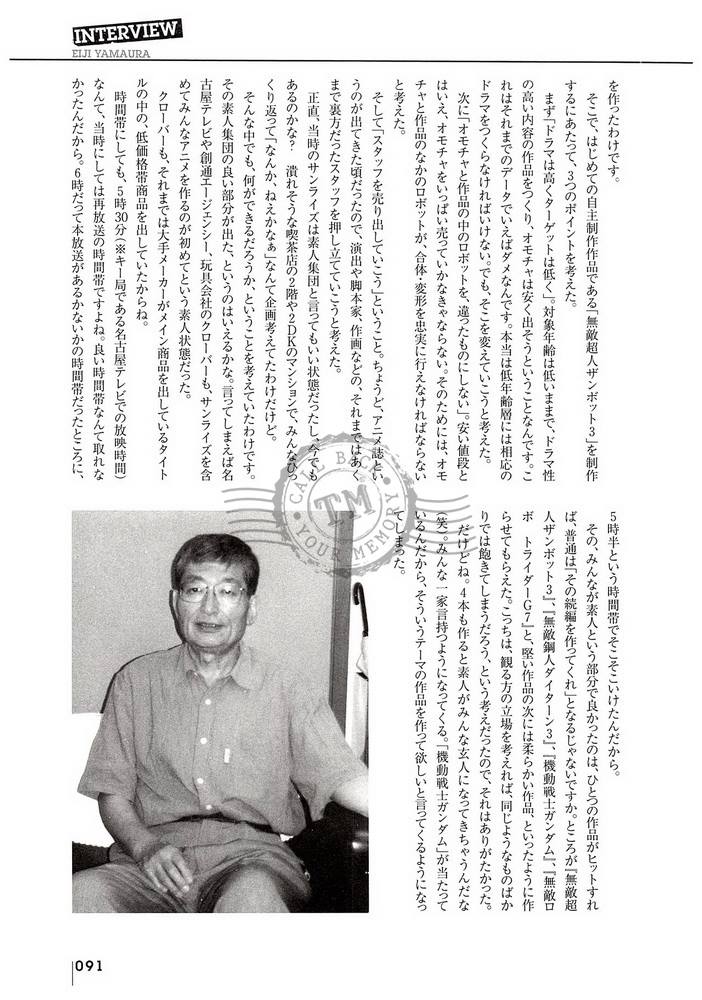 INTERVIEW
EIJI YAMAURA
を作ったわけです。
そこで、はじめての自主制作作品である「無敵超人ザンボット3」を制作
するにあたって、3つのポイントを考えた。
まず「ドラマは高くターゲットは低く」。対象年齢は低いままで、ドラマ性
の高い内容の作品をつくり、オモチャは安く出そうということなんです。こ
れはそれまでのデータでいえばダメなんです。本当は低年齢層には相応の
ドラマをつくらなければいけない。でも、そこを変えていこうと考えた。
次に「オモチャと作品の中のロボットを、違ったものにしない」。安い値段と
はいえ、オモチャをいっぱい売っていかなきゃならない。そのためには、オモ
チャと作品のなかのロボットが、合体・変形を忠実に行えなければならない
と考えた。
そして「スタッフを売り出していこう」ということ。ちょうど、アニメ誌とい
うのが出てきた頃だったので、演出や脚本家、作画などの、それまではあく
まで裏方だったスタッフを押し立てていこうと考えた。
正直、当時のサンライズは素人集団と言ってもいい状態だったし、今でも
あるのかな？　潰れそうな喫茶店の2階や2DKのマンションで、みんなひっ
くり返って「なんか、ねえかなぁ」なんて企画考えてたわけだけど。
そんな中でも、何ができるだろうか、ということを考えていたわけです。
その素人集団の良い部分が出た、というのはいえるかな。言ってしまえば名
古屋テレビや創通エージェンシー、玩具会社のクローバーも、サンライズを含
めてみんなアニメを作るのが初めてという素人状態だった。
クローバーも、それまでは大手メーカーがメイン商品を出しているタイト
ルの中の、低価格帯商品を出していたからね。
時間帯にしても、5時30分(※キー局である名古屋テレビでの放映時間)
なんて、当時にしては再放送の時間帯ですよね。良い時間帯なんて取れな
かったんだから。6時だって本放送があるかないかの時間帯だったところに、
5時半という時間帯でそこそこいけたんだから。
その、みんなが素人という部分で良かったのは、ひとつの作品がヒットすれ
ば、普通は「その続編を作ってくれ」となるじゃないですか。ところが『無敵超
人ザンボット3』、『無敵鋼人ダイターン3』、『機動戦士ガンダム』、『無敵ロ
ボ　トライダーG7』と、堅い作品の次には柔らかい作品、といったように作
らせてもらえた。こっちは、観る方の立場を考えれば、同じようなものばか
りでは飽きてしまうだろう、という考えだったので、それはありがたかった。
だけどね。4本も作ると素人がみんな玄人になってきちゃうんだな
(笑)。みんな一家言持つようになってくる。「機動戦士ガンダム」が当たって
いるんだから、そういうテーマの作品を作って欲しいと言ってくるようになっ
てしまった。
CALL BACK
TM
YOUR MEMORY
091